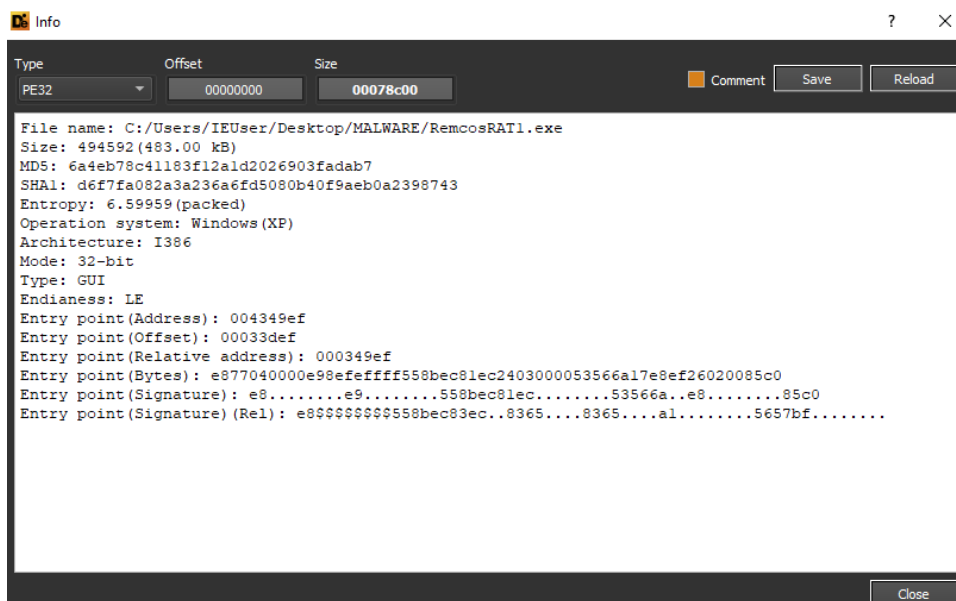 De Info ? ×
Type Offset Size
PE32 00000000 00078c00 Comment Save Reload
File name: C:/Users/IEUser/Desktop/MALWARE/RemcosRAT1.exe
Size: 494592(483.00 kB)
MD5: 6a4eb78c41183f12a1d2026903fadab7
SHA1: d6f7fa082a3a236a6fd5080b40f9aeb0a2398743
Entropy: 6.59959(packed)
Operation system: Windows(XP)
Architecture: I386
Mode: 32-bit
Type: GUI
Endianess: LE
Entry point(Address): 004349ef
Entry point(Offset): 00033def
Entry point(Relative address): 000349ef
Entry point(Bytes): e877040000e98efeffff558bec81ec2403000053566a17e8ef26020085c0
Entry point(Signature): e8........e9........558bec81ec........53566a..e8........85c0
Entry point(Signature)(Rel): e8$$$$$$$$558bec83ec..8365....8365....a1........5657bf........
Close